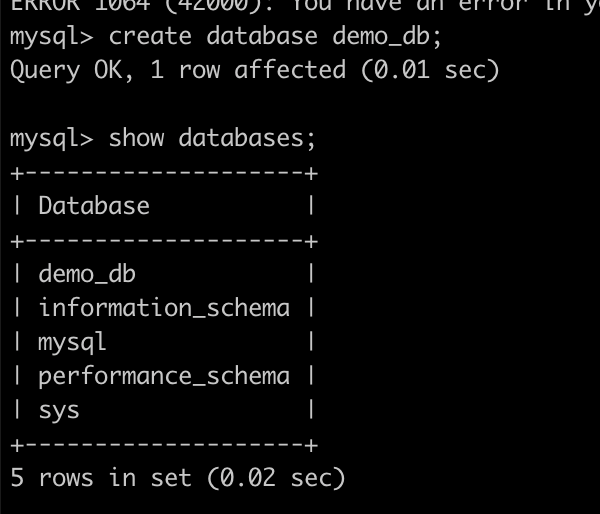 ERROR 1064 (42000): You have an error in
mysql> create database demo_db;
Query OK, 1 row affected (0.01 sec)
mysql> show databases;
+--------------------+
| Database           |
+--------------------+
| demo_db            |
| information_schema |
| mysql              |
| performance_schema |
| sys                |
+--------------------+
5 rows in set (0.02 sec)